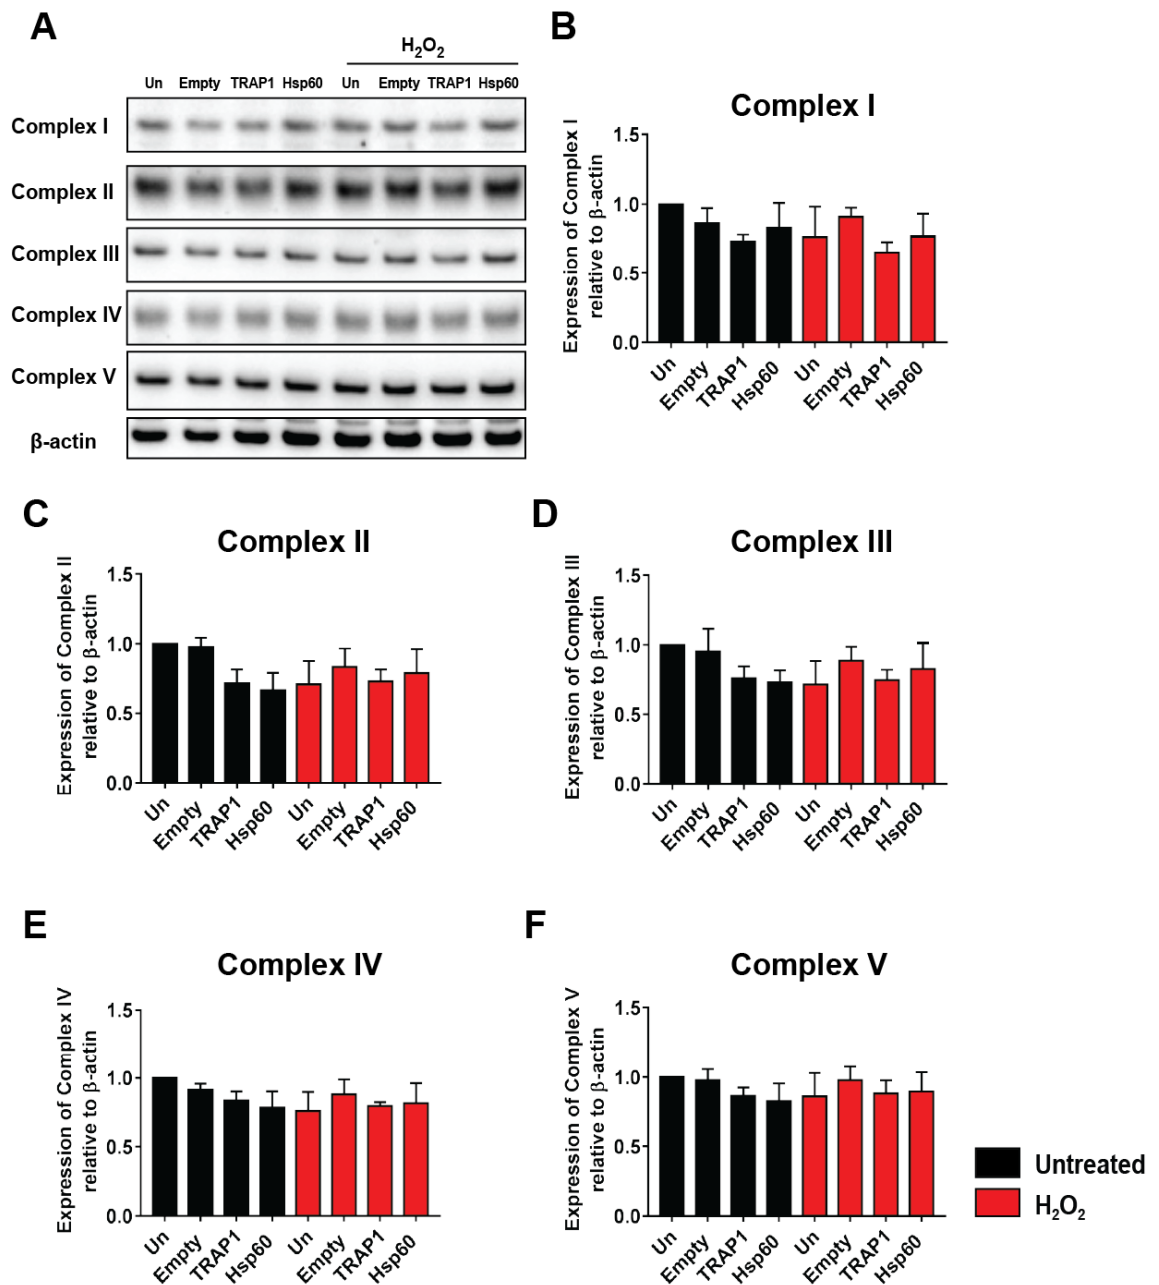 A
H₂O₂
Un Empty TRAP1 Hsp60 Un Empty TRAP1 Hsp60
Complex I
Complex II
Complex III
Complex IV
Complex V
β-actin
B
Complex I
Expression of Complex I
relative to β-actin
1.5
1.0
0.5
0.0
Un Empty TRAP1 Hsp60 Un Empty TRAP1 Hsp60
C
Complex II
Expression of Complex II
relative to β-actin
1.5
1.0
0.5
0.0
Un Empty TRAP1 Hsp60 Un Empty TRAP1 Hsp60
D
Complex III
Expression of Complex III
relative to β-actin
1.5
1.0
0.5
0.0
Un Empty TRAP1 Hsp60 Un Empty TRAP1 Hsp60
E
Complex IV
Expression of Complex IV
relative to β-actin
1.5
1.0
0.5
0.0
Un Empty TRAP1 Hsp60 Un Empty TRAP1 Hsp60
F
Complex V
Expression of Complex V
relative to β-actin
1.5
1.0
0.5
0.0
Un Empty TRAP1 Hsp60 Un Empty TRAP1 Hsp60
Untreated
H₂O₂